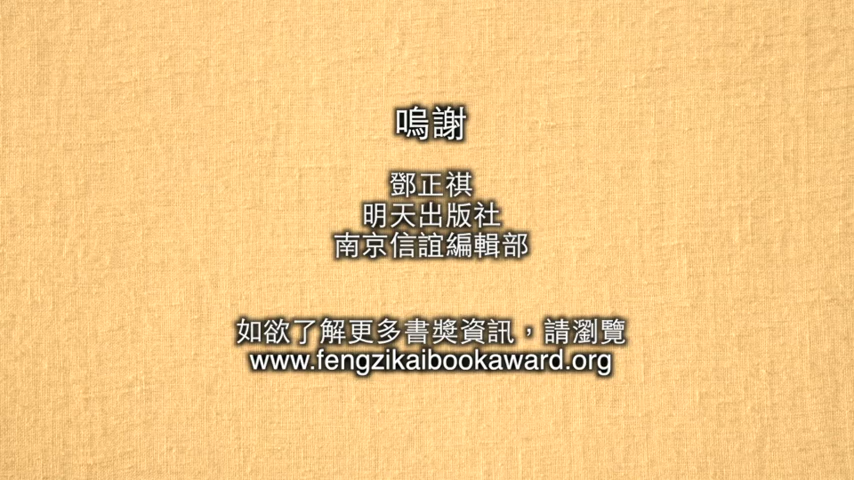 嗚謝
鄧正祺
明天出版社
南京信誼編輯部
如欲了解更多書獎資訊，請瀏覽
www.fengzikaibookaward.org